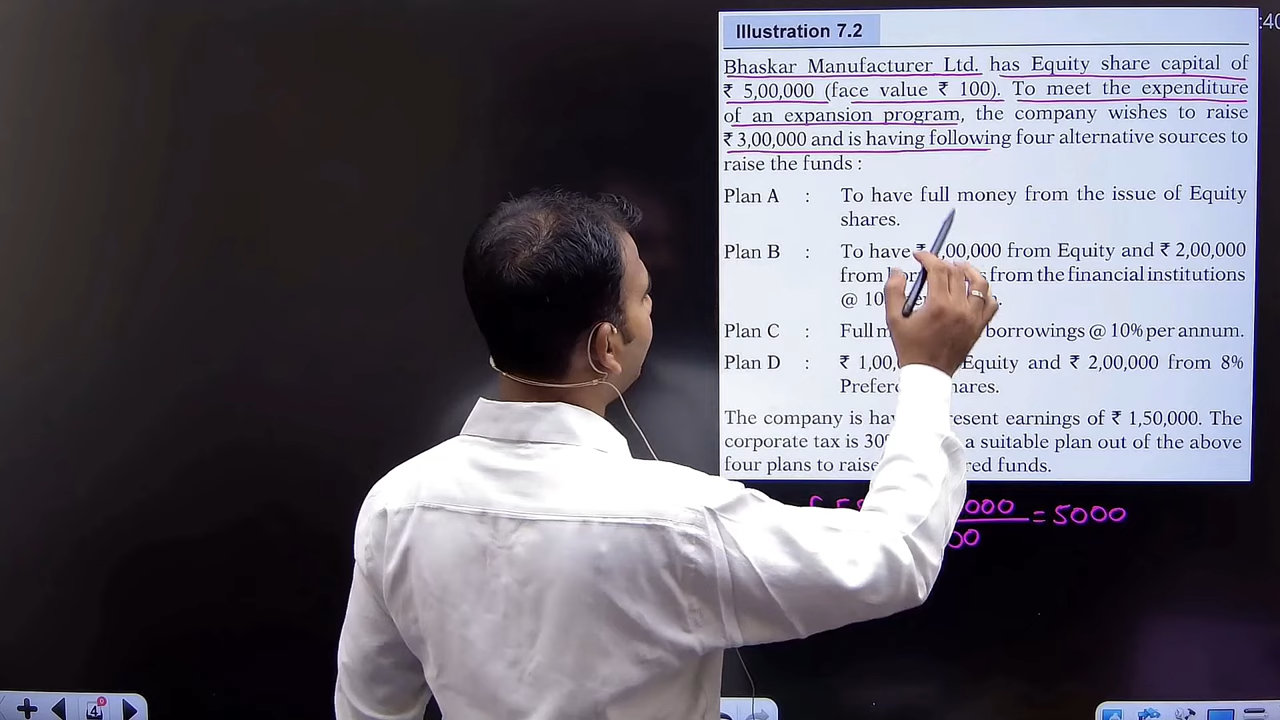 :40
Illustration 7.2
Bhaskar Manufacturer Ltd. has Equity share capital of
₹ 5,00,000 (face value ₹ 100). To meet the expenditure
of an expansion program, the company wishes to raise
₹ 3,00,000 and is having following four alternative sources to
raise the funds :
Plan A : To have full money from the issue of Equity
shares.
Plan B : To have ₹ ,00,000 from Equity and ₹ 2,00,000
from from the financial institutions
@ 10
Plan C : Full borrowings @ 10% per annum.
Plan D : ₹ 1,00, Equity and ₹ 2,00,000 from 8%
Prefer ares.
The company is hav esent earnings of ₹ 1,50,000. The
corporate tax is 30 a suitable plan out of the above
four plans to raise red funds.
000 = 5000
00
4